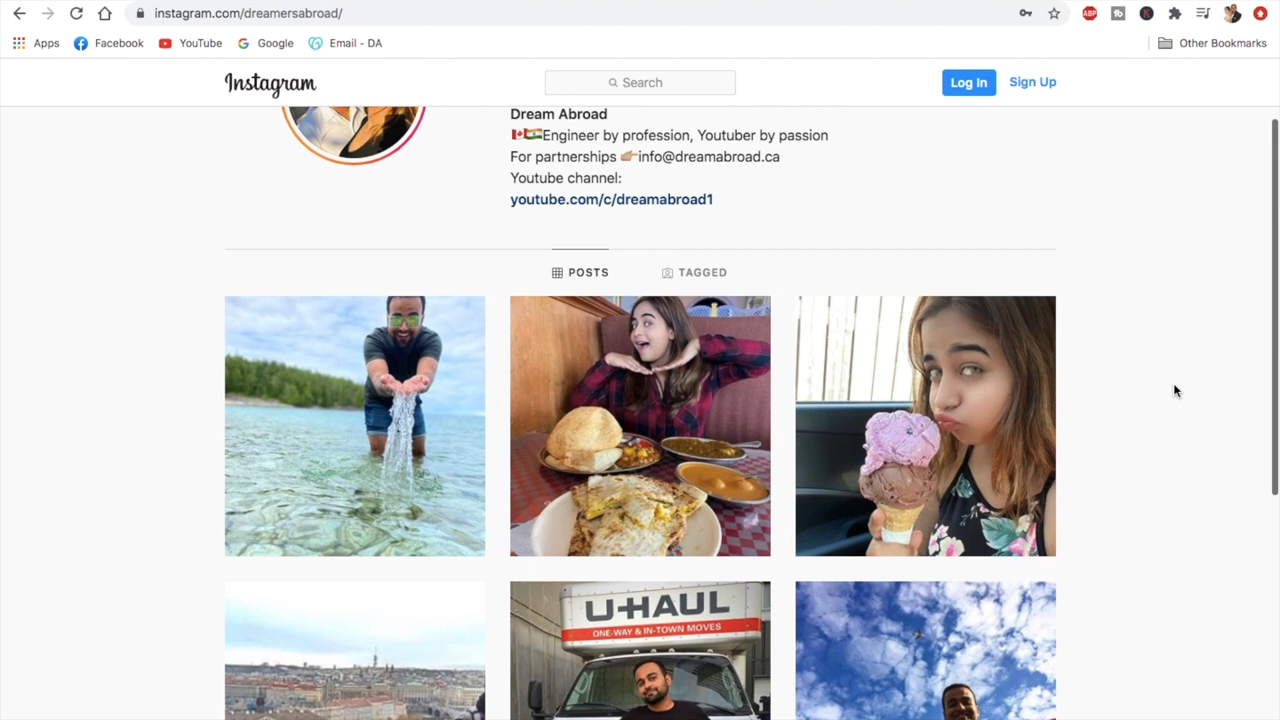 instagram.com/dreamersabroad/
Apps Facebook YouTube Google Email - DA Other Bookmarks
Instagram Search Log In Sign Up
Dream Abroad
Engineer by profession, Youtuber by passion
For partnerships info@dreamabroad.ca
Youtube channel:
youtube.com/c/dreamabroad1
POSTS TAGGED
U-HAUL
ONE-WAY & IN-TOWN MOVES
ABP